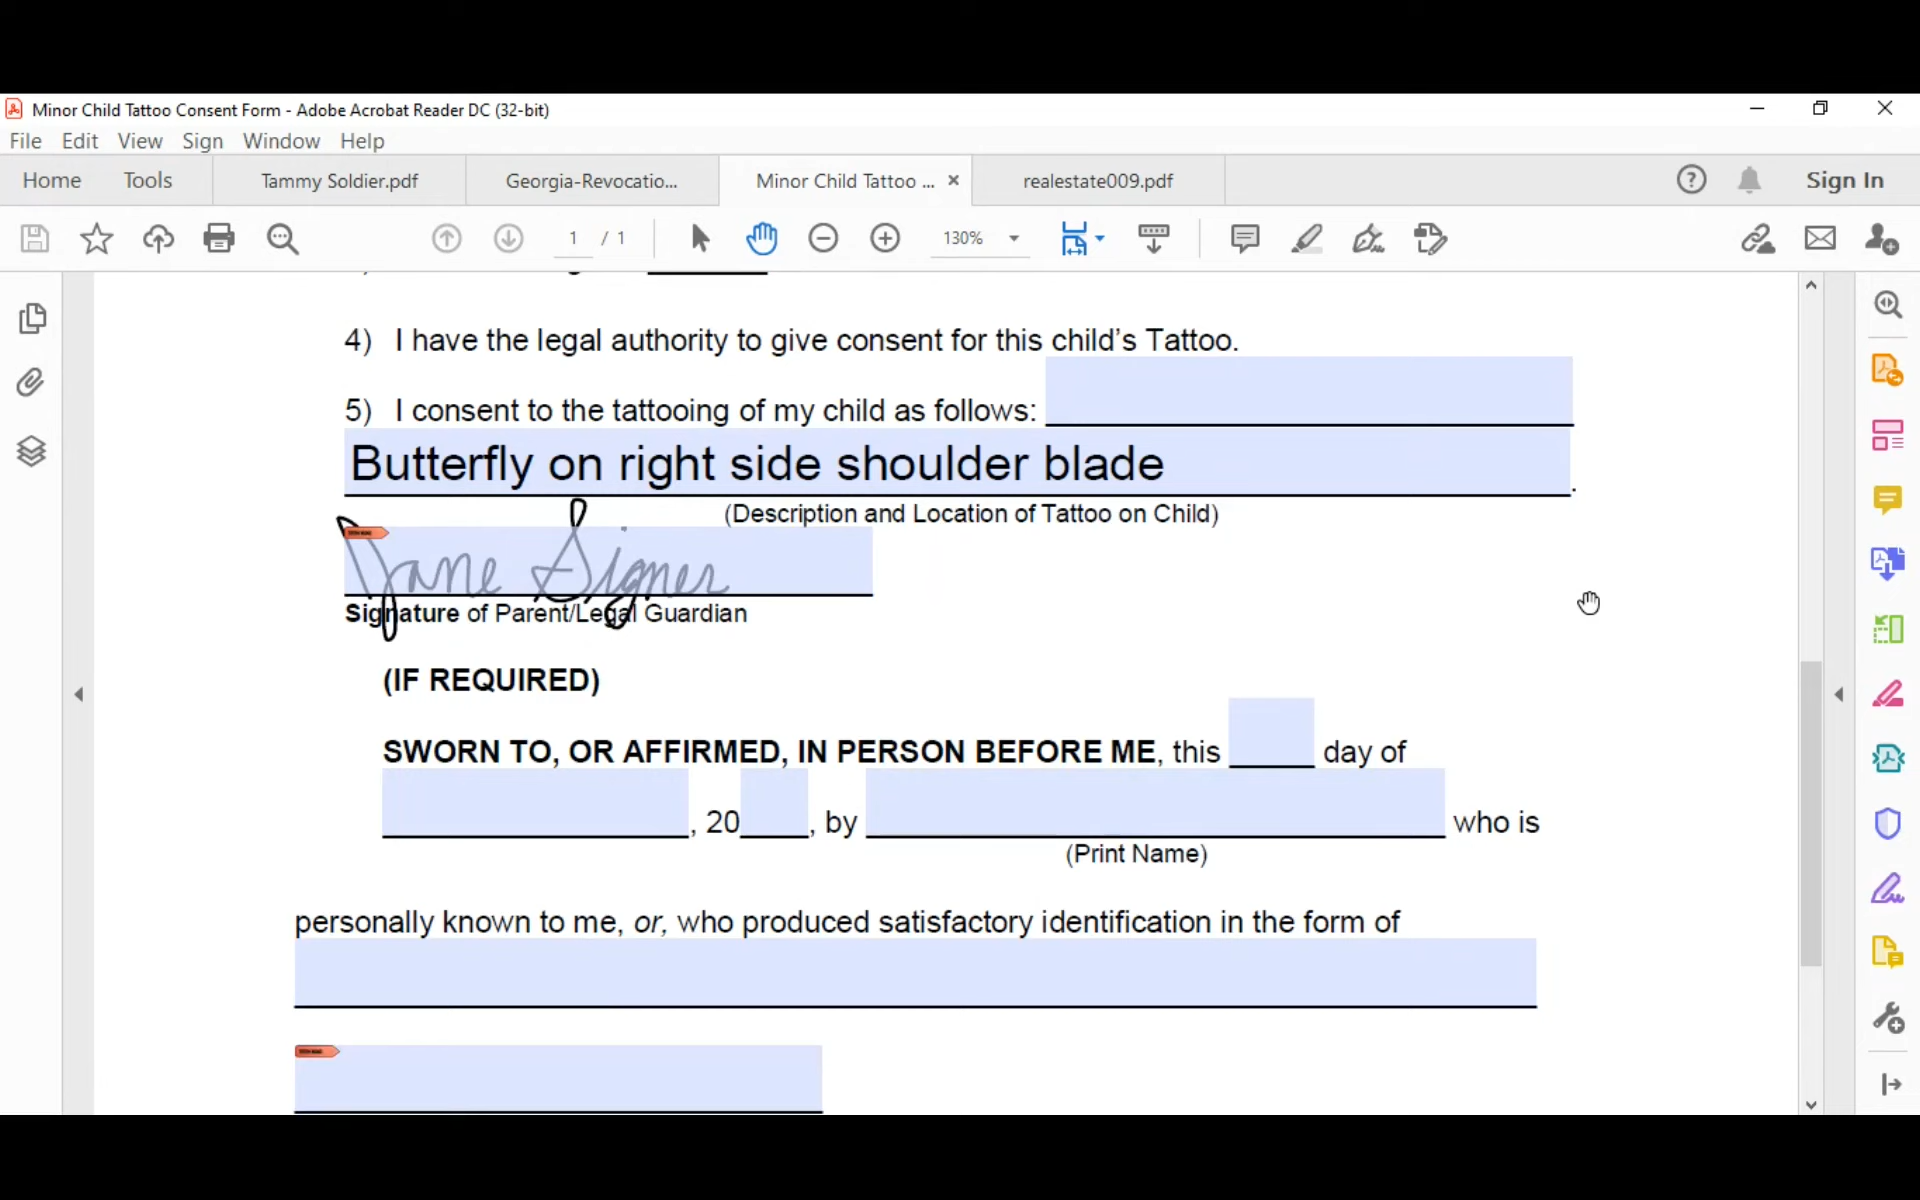 Minor Child Tattoo Consent Form - Adobe Acrobat Reader DC (32-bit)
File Edit View Sign Window Help
Home Tools Tammy Soldier.pdf Georgia-Revocatio... Minor Child Tattoo ... × realestate009.pdf Sign In
1 / 1 130%
4) I have the legal authority to give consent for this child's Tattoo.
5) I consent to the tattooing of my child as follows:
Butterfly on right side shoulder blade.
(Description and Location of Tattoo on Child)
Jane Signer
Signature of Parent/Legal Guardian
(IF REQUIRED)
SWORN TO, OR AFFIRMED, IN PERSON BEFORE ME, this ____ day of
____, 20____, by ____ who is
(Print Name)
personally known to me, or, who produced satisfactory identification in the form of